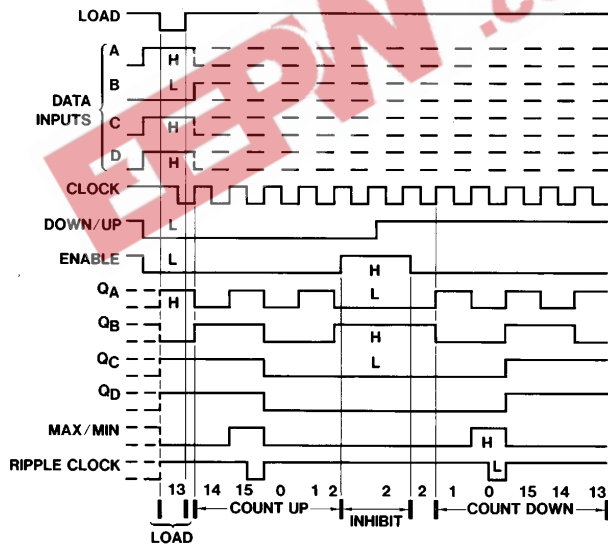 LOAD
A
H
B
L
DATA INPUTS
C
H
D
H
CLOCK
DOWN/UP
L
ENABLE
L
H
QA
H
L
QB
H
QC
L
QD
MAX/MIN
H
RIPPLE CLOCK
L
13 14 15 0 1 2 2 2 1 0 15 14 13
COUNT UP
INHIBIT
COUNT DOWN
LOAD
EEPW.co